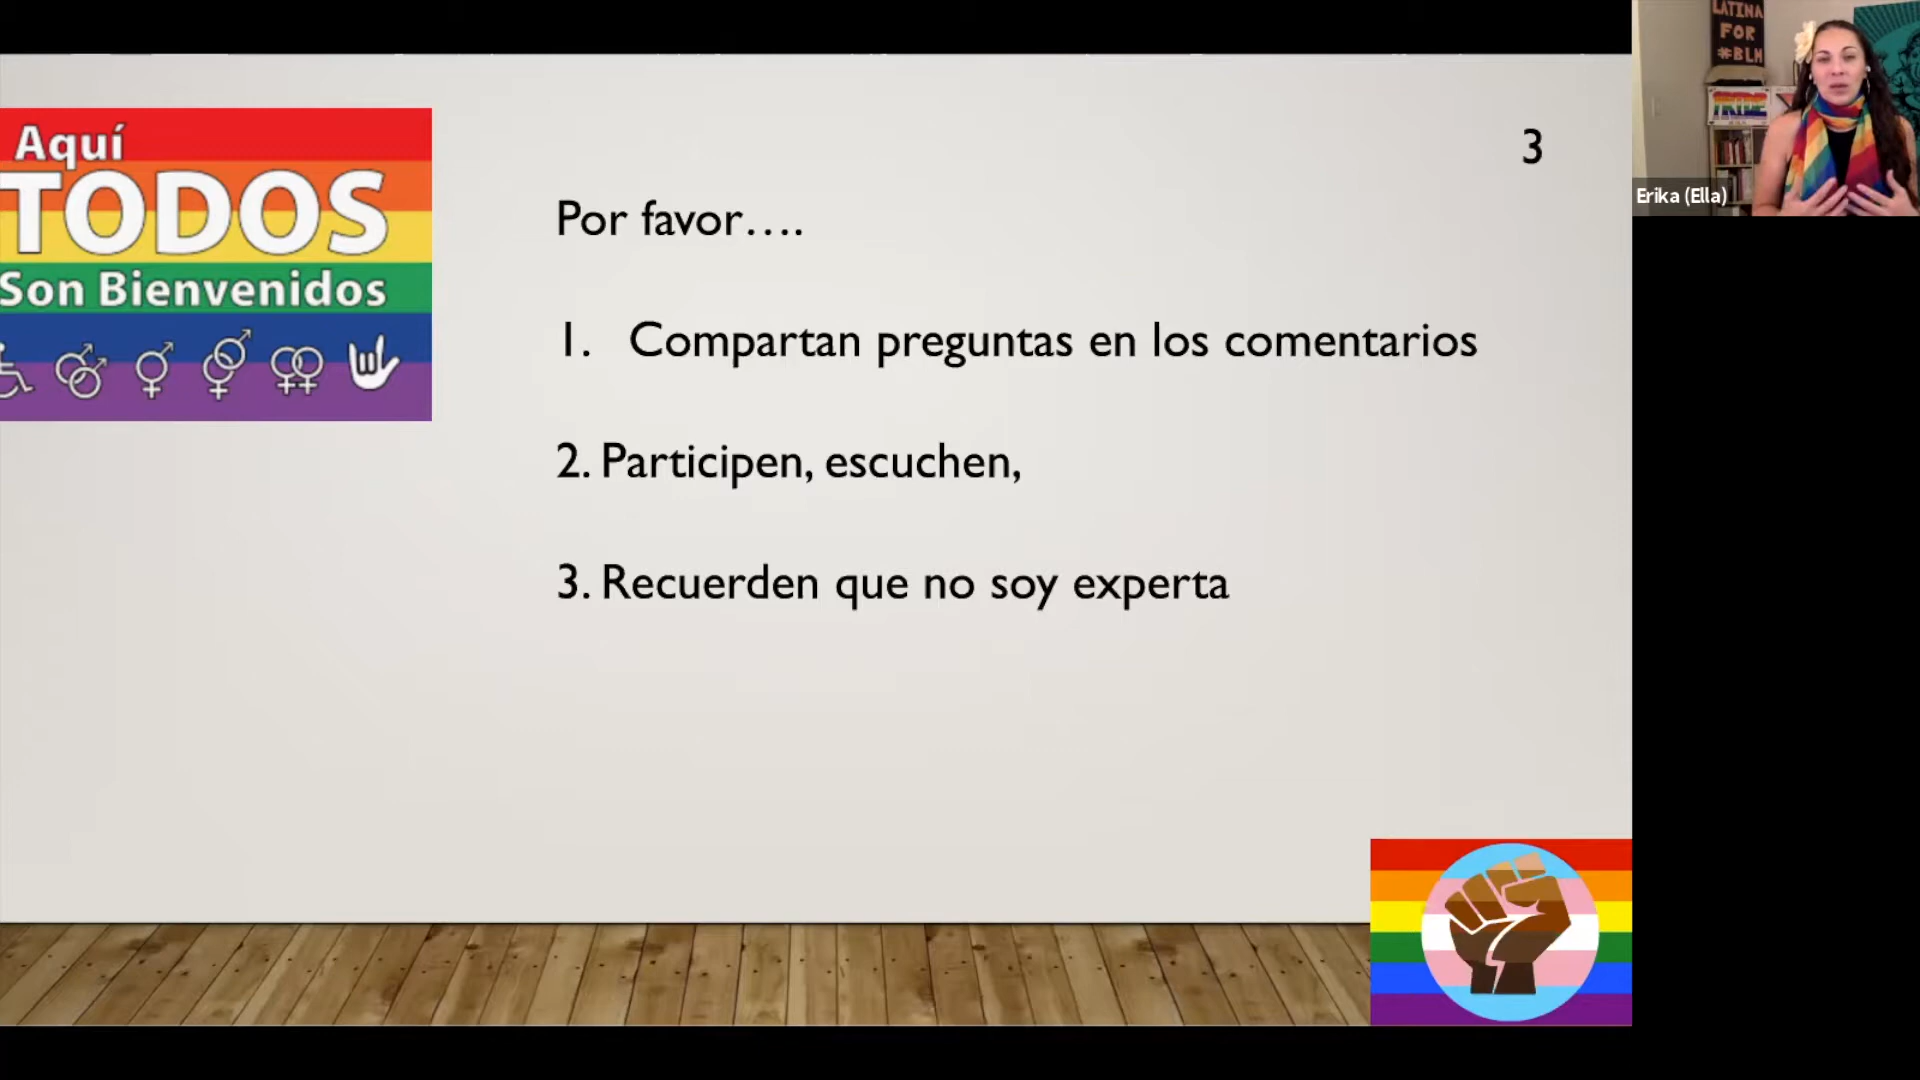 Aquí
TODOS
Son Bienvenidos
3
Por favor….
1. Compartan preguntas en los comentarios
2. Participen, escuchen,
3. Recuerden que no soy experta
LATINA
FOR
#BLM
PRIDE
Erika (Ella)